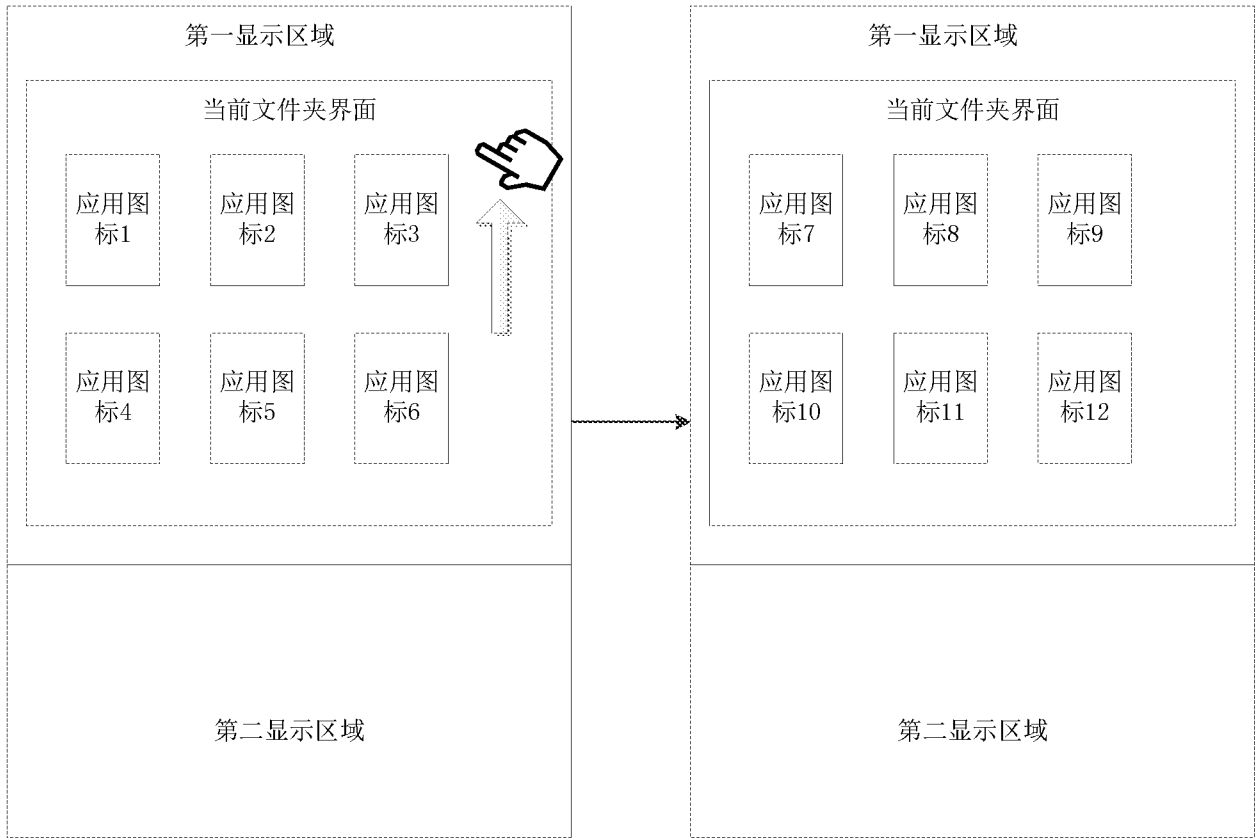 第一显示区域
当前文件夹界面
应用图
标1
应用图
标2
应用图
标3
应用图
标4
应用图
标5
应用图
标6
第二显示区域
第一显示区域
当前文件夹界面
应用图
标7
应用图
标8
应用图
标9
应用图
标10
应用图
标11
应用图
标12
第二显示区域